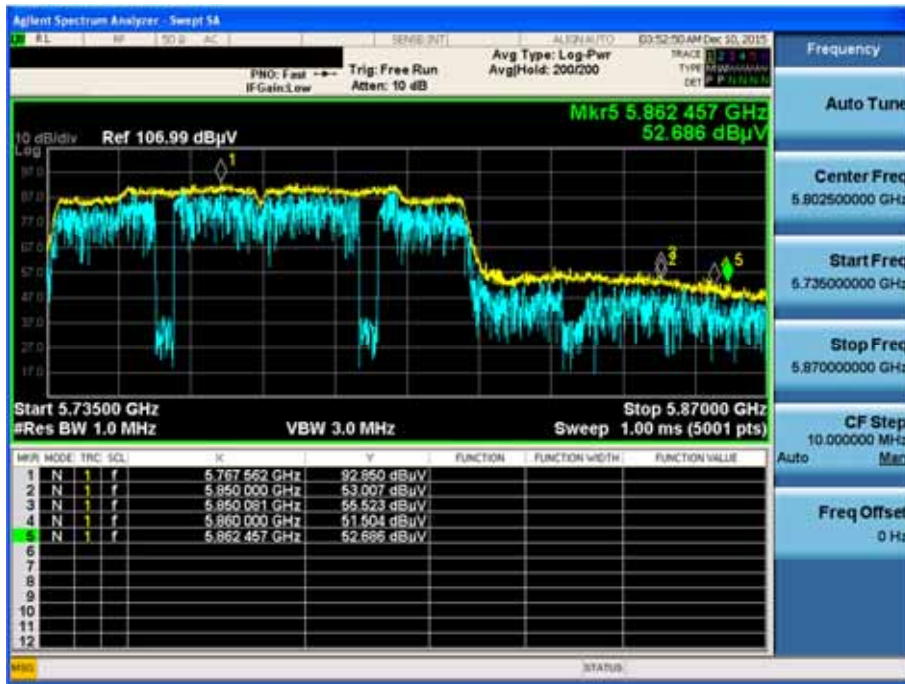 Agilent Spectrum Analyzer - Swept SA
RL RF 50 Ω AC SENSE:INT ALIGN AUTO 03:52:50 AM Dec 10, 2015
Frequency
PNO: Fast
IFGain:Low
Trig: Free Run
Atten: 10 dB
Avg Type: Log-Pwr
Avg|Hold: 200/200
TRACE 1 2 3 4 5 6
TYPE
DET P P N N N N
Auto Tune
Mkr5 5.862 457 GHz
52.686 dBµV
10 dB/div Ref 106.99 dBµV
Log
97.0
87.0
77.0
67.0
57.0
47.0
37.0
27.0
17.0
1
3
2
5
Center Freq
5.802500000 GHz
Start Freq
5.735000000 GHz
Stop Freq
5.870000000 GHz
Start 5.73500 GHz Stop 5.87000 GHz
#Res BW 1.0 MHz VBW 3.0 MHz Sweep 1.00 ms (5001 pts)
CF Step
10.000000 MHz
Auto Man
Freq Offset
0 Hz
MKR MODE TRC SCL X Y FUNCTION FUNCTION WIDTH FUNCTION VALUE
1 N 1 f 5.767 562 GHz 92.850 dBµV
2 N 1 f 5.850 000 GHz 53.007 dBµV
3 N 1 f 5.850 081 GHz 55.523 dBµV
4 N 1 f 5.860 000 GHz 51.504 dBµV
5 N 1 f 5.862 457 GHz 52.686 dBµV
6
7
8
9
10
11
12
MSG STATUS